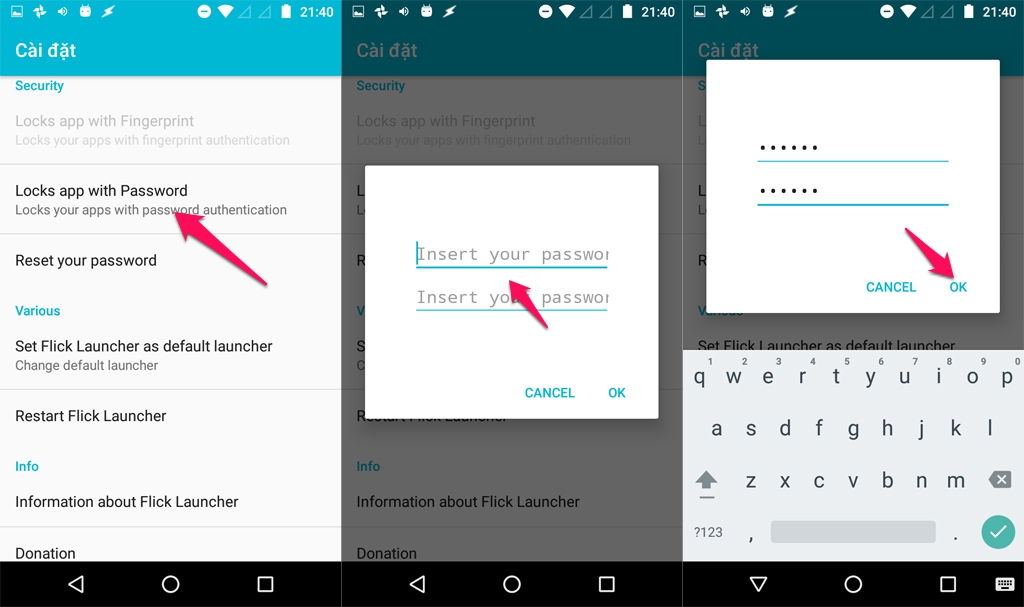 21:40
Cài đặt
Security
Locks app with Fingerprint
Locks your apps with fingerprint authentication
Locks app with Password
Locks your apps with password authentication
Reset your password
Various
Set Flick Launcher as default launcher
Change default launcher
Restart Flick Launcher
Info
Information about Flick Launcher
Donation
21:40
Cài đặt
Security
Locks app with Fingerprint
Locks your apps with fingerprint authentication
Insert your passwor
Insert your passwor
CANCEL OK
Restart Flick Launcher
Info
Information about Flick Launcher
Donation
21:40
Cài đặt
••••••
••••••
CANCEL OK
Various
Set Flick Launcher as default launcher
1 2 3 4 5 6 7 8 9 0
q w e r t y u i o p
a s d f g h j k l
z x c v b n m
?123 , .